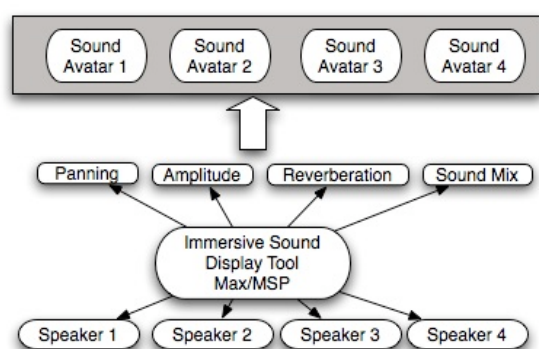 Sound
Avatar 1
Sound
Avatar 2
Sound
Avatar 3
Sound
Avatar 4
Panning
Amplitude
Reverberation
Sound Mix
Immersive Sound
Display Tool
Max/MSP
Speaker 1
Speaker 2
Speaker 3
Speaker 4